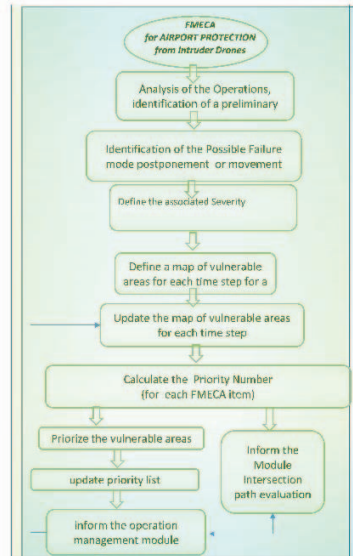 FMECA
for AIRPORT PROTECTION
from Intruder Drones
Analysis of the Operations,
identification of a preliminary
Identification of the Possible Failure
mode postponement or movement
Define the associated Severity
Define a map of vulnerable
areas for each time step for a
Update the map of vulnerable areas
for each time step
Calculate the Priority Number
(for each FMECA item)
Priorize the vulnerable areas
update priority list
inform the operation
management module
Inform the
Module
Intersection
path evaluation